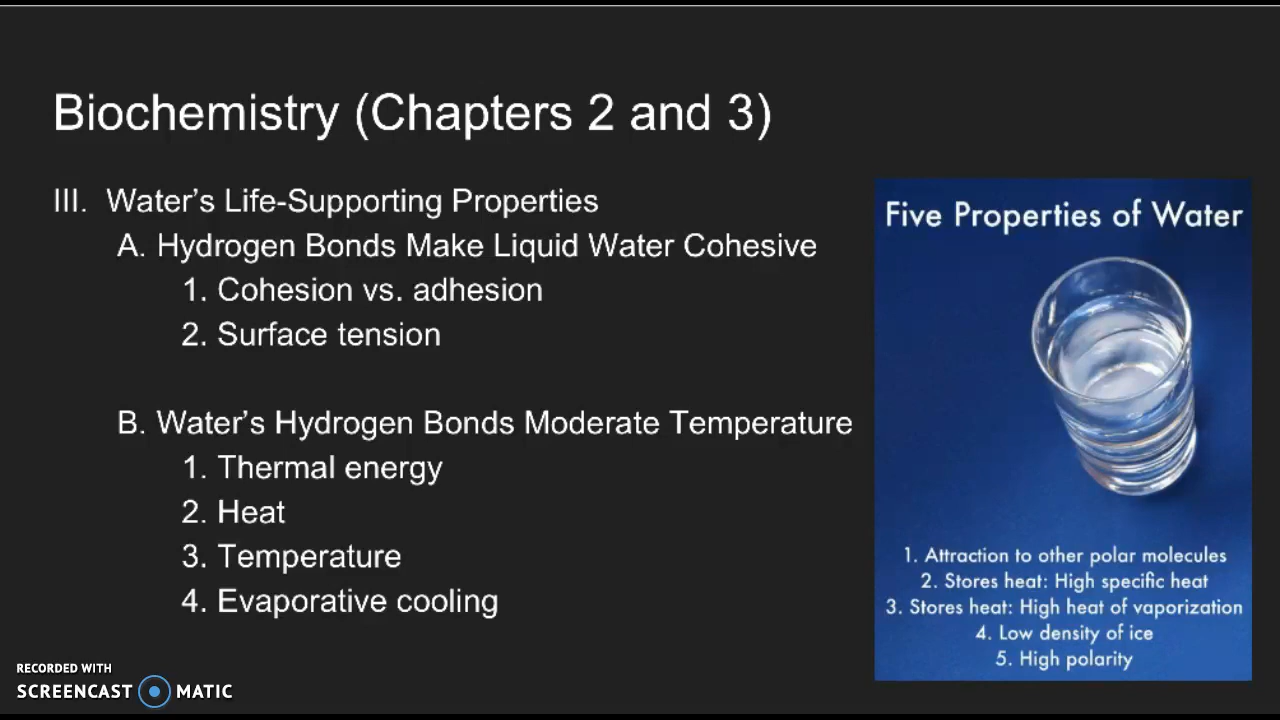 Biochemistry (Chapters 2 and 3)
III. Water's Life-Supporting Properties
A. Hydrogen Bonds Make Liquid Water Cohesive
1. Cohesion vs. adhesion
2. Surface tension
B. Water's Hydrogen Bonds Moderate Temperature
1. Thermal energy
2. Heat
3. Temperature
4. Evaporative cooling
Five Properties of Water
1. Attraction to other polar molecules
2. Stores heat: High specific heat
3. Stores heat: High heat of vaporization
4. Low density of ice
5. High polarity
RECORDED WITH
SCREENCAST MATIC